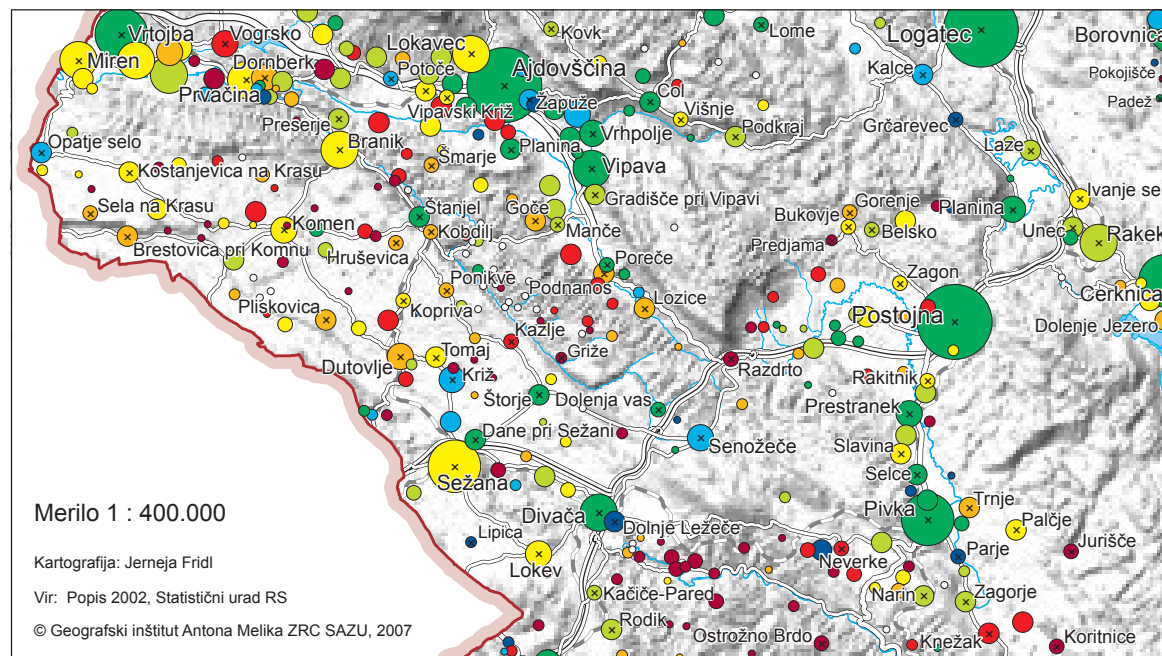 Vrtojba
Vogrsko
Lokavec
Kovk
Lome
Logatec
Borovnica
Miren
Dornberk
Potoče
Ajdovščina
Kalce
Pokojišče
Prvačina
Vipavski Križ
Žapuže
Col
Višnje
Padež
Prešerje
Vrhpolje
Podkraj
Grčarevec
Opatje selo
Branik
Planina
Laze
Šmarje
Vipava
Kostanjevica na Krasu
Gradišče pri Vipavi
Ivanje se
Sela na Krasu
Štanjel
Goče
Bukovje
Gorenje
Planina
Komen
Kobdilj
Manče
Belsko
Unec
Rakek
Brestovica pri Komnu
Hruševica
Predjama
Poreče
Ponikve
Zagon
Podnanos
Lozice
Cerknica
Pliskovica
Kopriva
Postojna
Dolenje Jezero
Kazlje
Tomaj
Griže
Dutovlje
Razdrto
Križ
Rakitnik
Štorje
Dolenja vas
Prestranek
Dane pri Sežani
Senožeče
Slavina
Sežana
Selce
Merilo 1 : 400.000
Divača
Pivka
Trnje
Dolnje Ležeče
Palčje
Lipica
Jurišče
Kartografija: Jerneja Fridl
Lokev
Neverke
Parje
Vir: Popis 2002, Statistični urad RS
Kačiče-Pared
Narin
Zagorje
© Geografski inštitut Antona Melika ZRC SAZU, 2007
Rodik
Ostrožno Brdo
Knežak
Koritnice